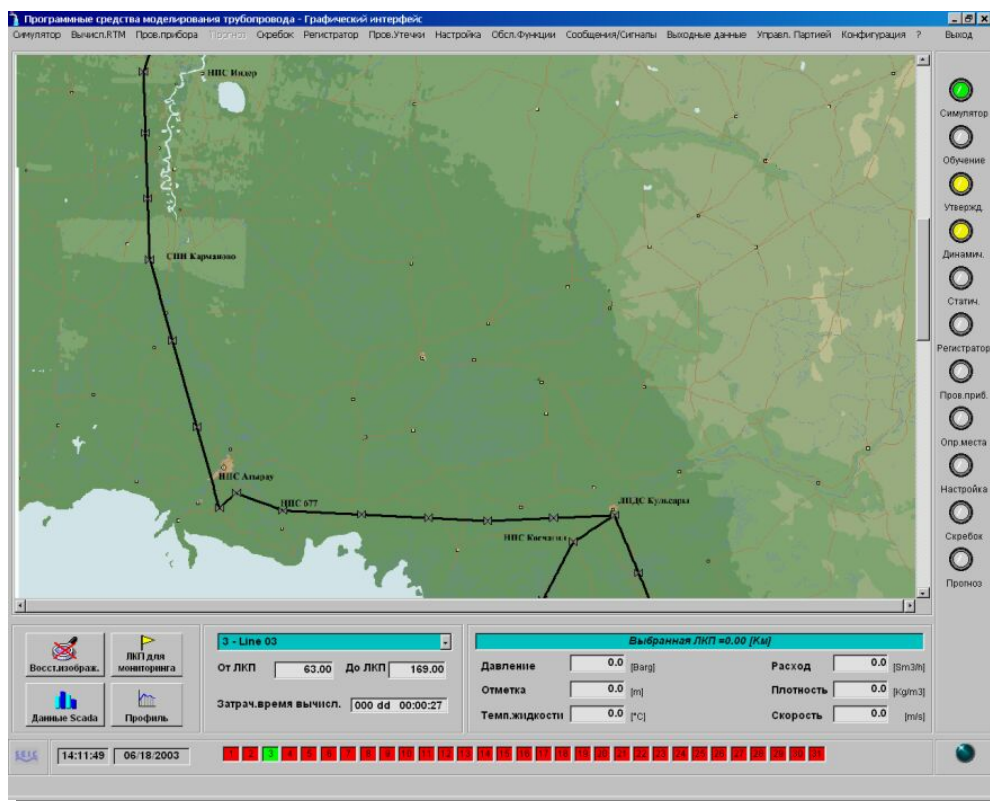 Программные средства моделирования трубопровода - Графический интерфейс
Симулятор Вычисл.RTM Пров.прибора Прогноз Скребок Регистратор Пров.Утечки Настройка Обсл.Функции Сообщения/Сигналы Выходные данные Управл. Партией Конфигурация ? Выход
НПС Индер
СПН Карманово
НПС Атырау
НПС 677
ЛПДС Кульсары
НПС Косчагил
Симулятор
Обучение
Утвержд.
Динамич.
Статич.
Регистратор
Пров.приб.
Опр.места
Настройка
Скребок
Прогноз
Восст.изображ.
ЛКП для мониторинга
Данные Scada
Профиль
3 - Line 03
От ЛКП 63.00 До ЛКП 169.00
Затрач.время вычисл. 000 dd 00:00:27
Выбранная ЛКП =0.00 [Км]
Давление 0.0 [Barg] Расход 0.0 [Sm3/h]
Отметка 0.0 [m] Плотность 0.0 [Kg/m3]
Темп.жидкости 0.0 [°C] Скорость 0.0 [m/s]
14:11:49 06/18/2003 1 2 3 4 5 6 7 8 9 10 11 12 13 14 15 16 17 18 19 20 21 22 23 24 25 26 27 28 29 30 31